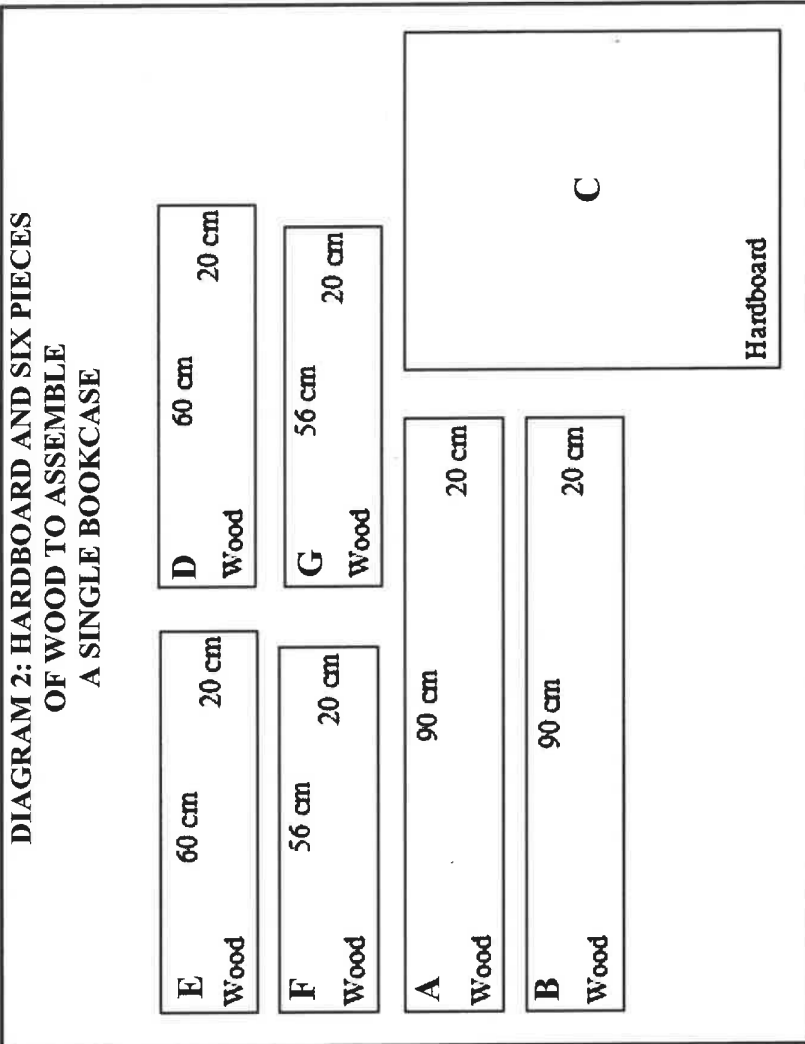 DIAGRAM 2: HARDBOARD AND SIX PIECES
OF WOOD TO ASSEMBLE
A SINGLE BOOKCASE
E
60 cm
20 cm
Wood
D
60 cm
20 cm
Wood
F
56 cm
20 cm
Wood
G
56 cm
20 cm
Wood
A
90 cm
20 cm
Wood
B
90 cm
20 cm
Wood
C
Hardboard